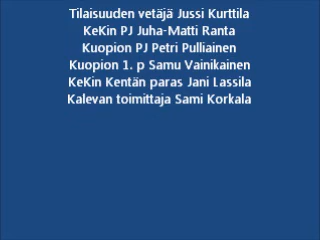 Tilaisuuden vetäjä Jussi Kurttila
KeKin PJ Juha-Matti Ranta
Kuopion PJ Petri Pulliainen
Kuopion 1. p Samu Vainikainen
KeKin Kentän paras Jani Lassila
Kalevan toimittaja Sami Korkala